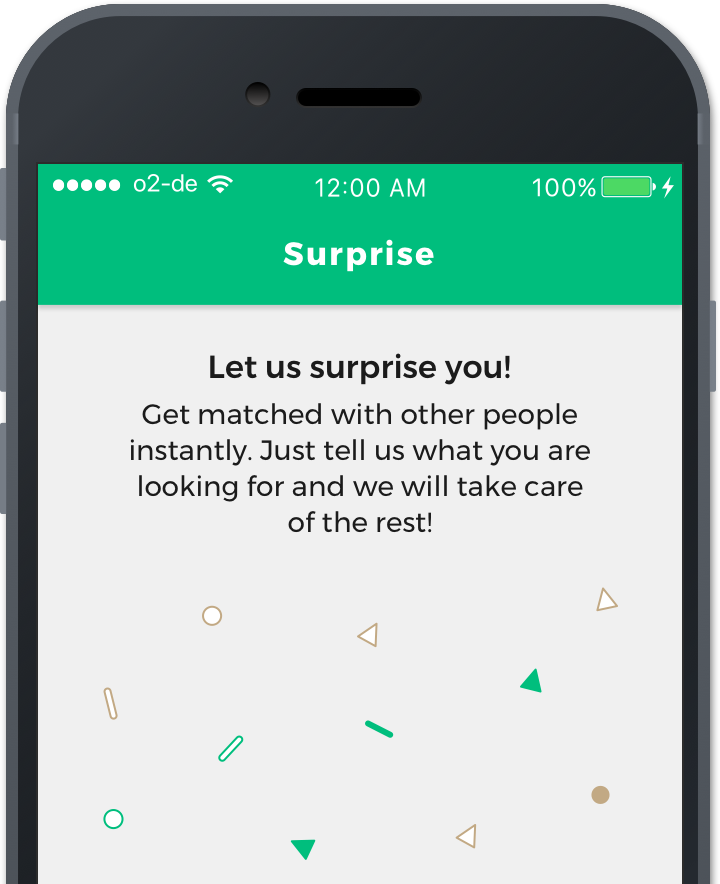 o2-de 12:00 AM 100%
Surprise
Let us surprise you!
Get matched with other people
instantly. Just tell us what you are
looking for and we will take care
of the rest!